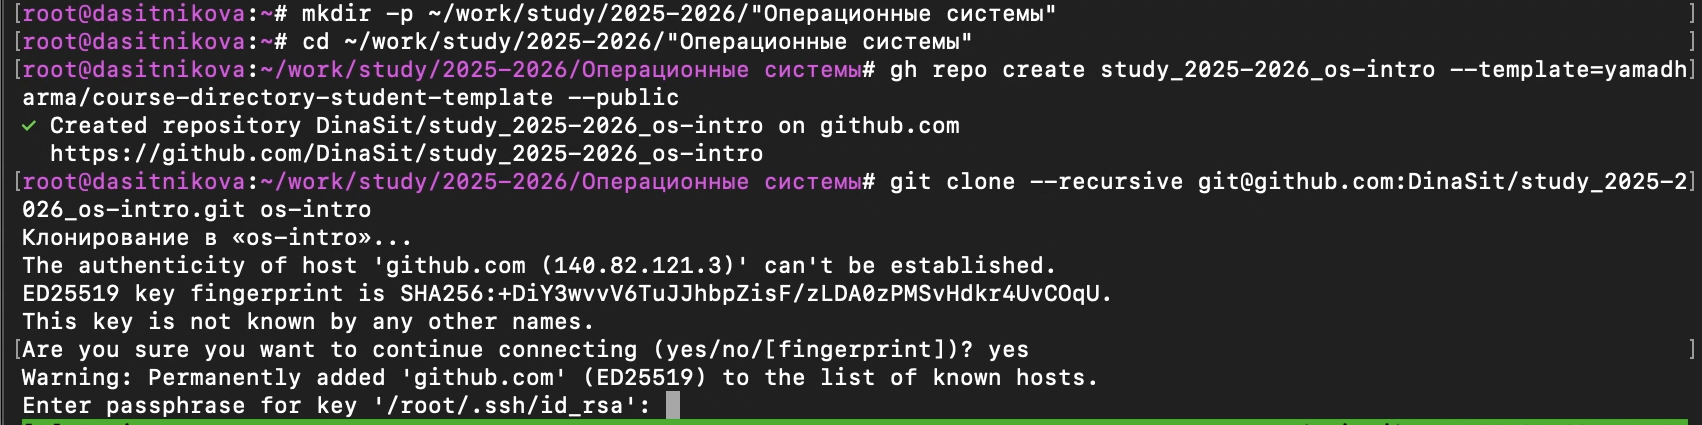 [root@dasitnikova:~# mkdir -p ~/work/study/2025-2026/"Операционные системы" ]
[root@dasitnikova:~# cd ~/work/study/2025-2026/"Операционные системы" ]
[root@dasitnikova:~/work/study/2025-2026/Операционные системы# gh repo create study_2025-2026_os-intro --template=yamadh]
arma/course-directory-student-template --public
✓ Created repository DinaSit/study_2025-2026_os-intro on github.com
https://github.com/DinaSit/study_2025-2026_os-intro
[root@dasitnikova:~/work/study/2025-2026/Операционные системы# git clone --recursive git@github.com:DinaSit/study_2025-2]
026_os-intro.git os-intro
Клонирование в «os-intro»...
The authenticity of host 'github.com (140.82.121.3)' can't be established.
ED25519 key fingerprint is SHA256:+DiY3wvvV6TuJJhbpZisF/zLDA0zPMSvHdkr4UvCOqU.
This key is not known by any other names.
[Are you sure you want to continue connecting (yes/no/[fingerprint])? yes ]
Warning: Permanently added 'github.com' (ED25519) to the list of known hosts.
Enter passphrase for key '/root/.ssh/id_rsa':